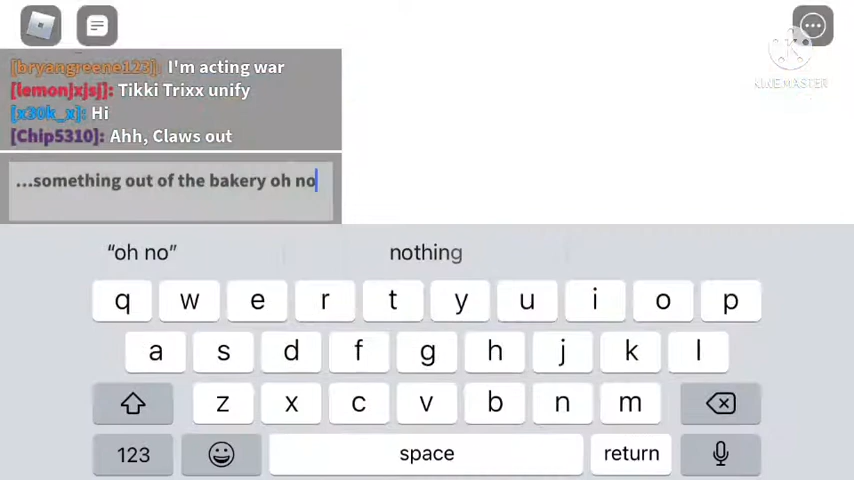 [bryangreene123]: I'm acting war
[lemonjxjsj]: Tikki Trixx unify
[x30k_x]: Hi
[Chip5310]: Ahh, Claws out
...something out of the bakery oh no
KINEMASTER
“oh no” nothing
q w e r t y u i o p
a s d f g h j k l
z x c v b n m
123 space return